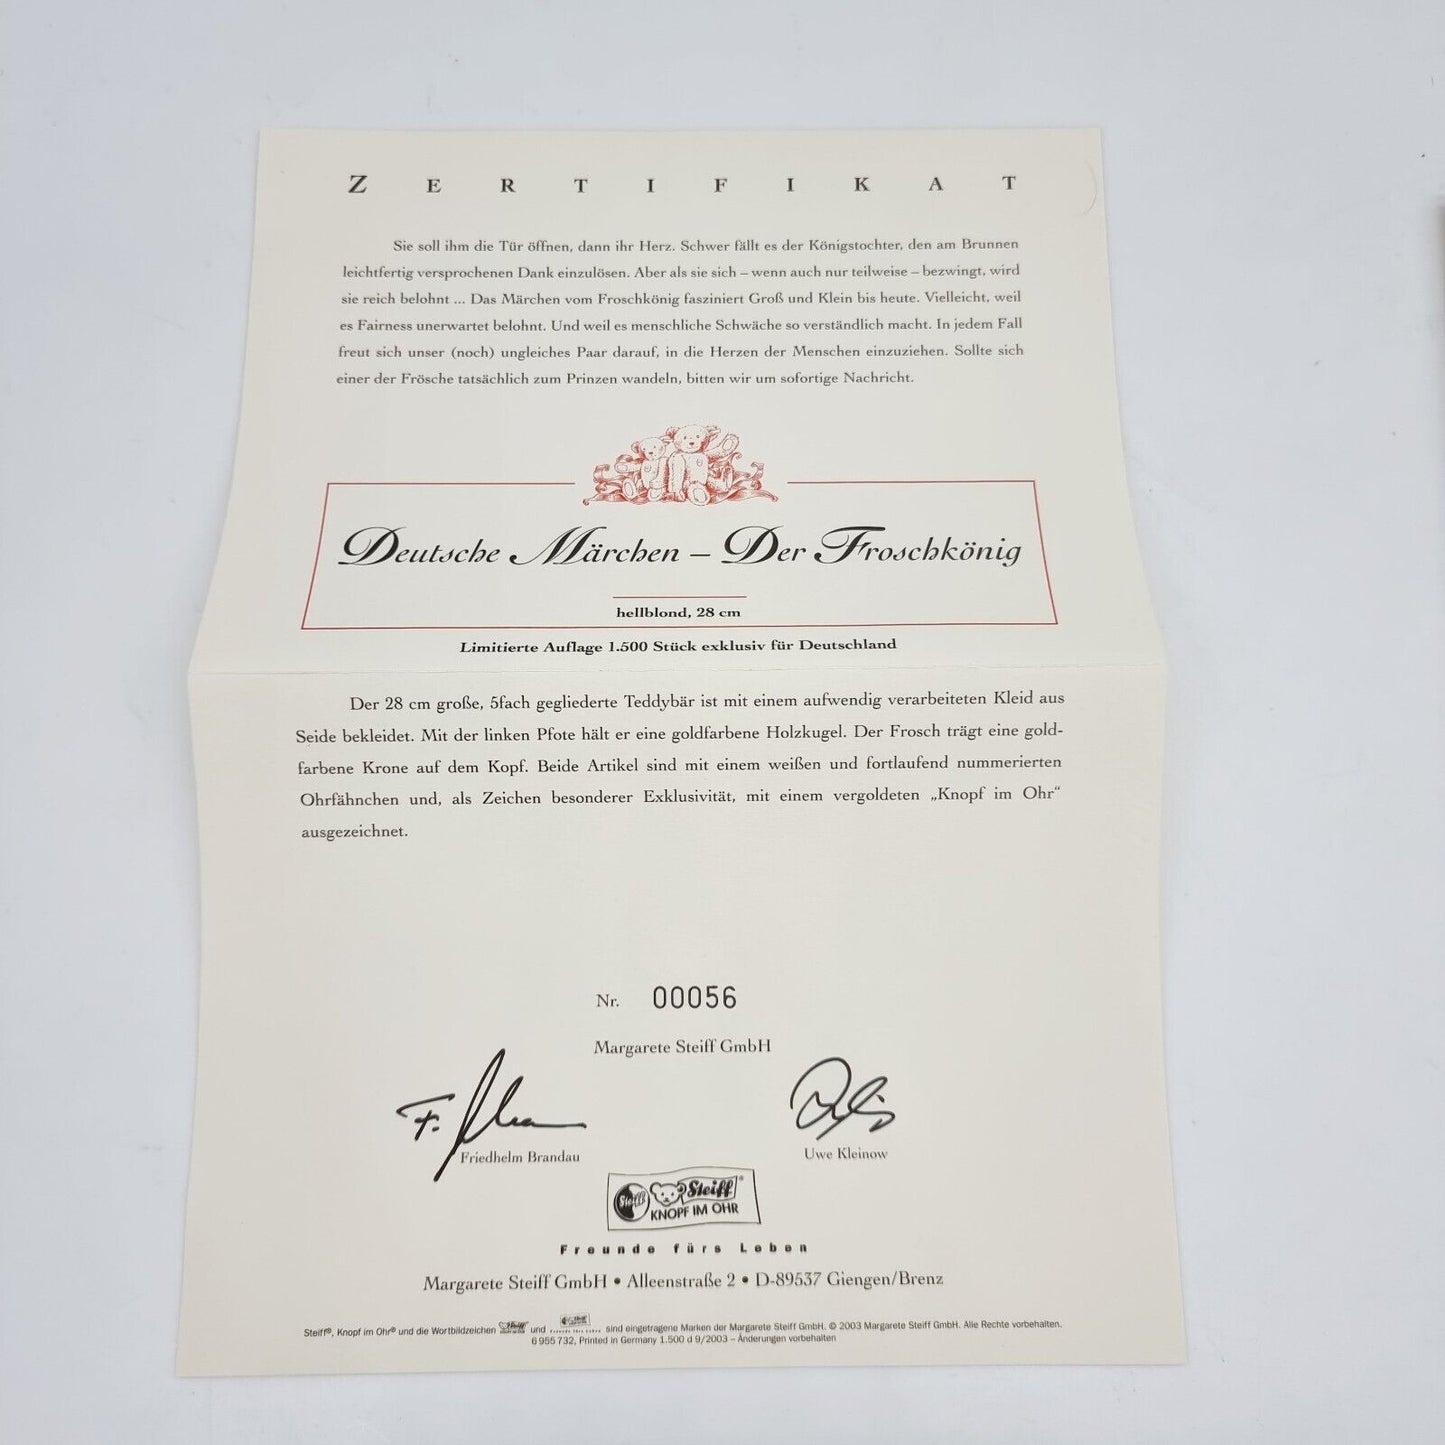 ZERTIFIKAT
Sie soll ihm die Tür öffnen, dann ihr Herz. Schwer fällt es der Königstochter, den am Brunnen
leichtfertig versprochenen Dank einzulösen. Aber als sie sich – wenn auch nur teilweise – bezwingt, wird
sie reich belohnt ... Das Märchen vom Froschkönig fasziniert Groß und Klein bis heute. Vielleicht, weil
es Fairness unerwartet belohnt. Und weil es menschliche Schwäche so verständlich macht. In jedem Fall
freut sich unser (noch) ungleiches Paar darauf, in die Herzen der Menschen einzuziehen. Sollte sich
einer der Frösche tatsächlich zum Prinzen wandeln, bitten wir um sofortige Nachricht.
Deutsche Märchen – Der Froschkönig
hellblond, 28 cm
Limitierte Auflage 1.500 Stück exklusiv für Deutschland
Der 28 cm große, 5fach gegliederte Teddybär ist mit einem aufwendig verarbeiteten Kleid aus
Seide bekleidet. Mit der linken Pfote hält er eine goldfarbene Holzkugel. Der Frosch trägt eine gold-
farbene Krone auf dem Kopf. Beide Artikel sind mit einem weißen und fortlaufend nummerierten
Ohrfähnchen und, als Zeichen besonderer Exklusivität, mit einem vergoldeten „Knopf im Ohr“
ausgezeichnet.
Nr. 00056
Margarete Steiff GmbH
Friedhelm Brandau
Uwe Kleinow
Steiff Steiff®
KNOPF IM OHR
Freunde fürs Leben
Margarete Steiff GmbH • Alleenstraße 2 • D-89537 Giengen/Brenz
Steiff®, Knopf im Ohr® und die Wortbildzeichen und sind eingetragene Marken der Margarete Steiff GmbH. © 2003 Margarete Steiff GmbH. Alle Rechte vorbehalten.
6 955 732, Printed in Germany 1.500 d 9/2003 – Änderungen vorbehalten